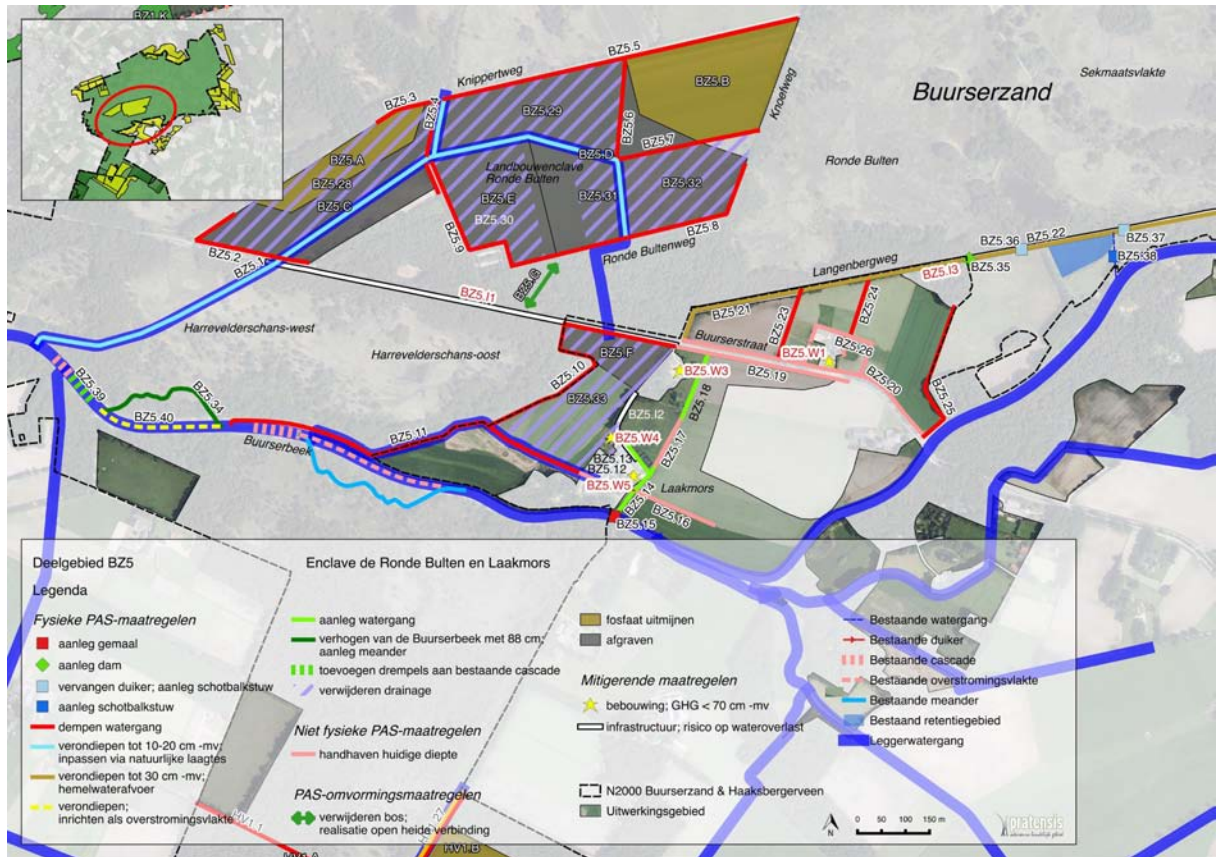 BZ1.K
BZ5.5
BZ5.B
Buurserzand
Sekmaatsvlakte
Knippertweg
Knoefweg
BZ5.3
BZ5.4
BZ5.29
BZ5.6
BZ5.7
BZ5.A
BZ5.28
BZ5.C
BZ5.D
Landbouwenclave
Ronde Bulten
Ronde Bulten
BZ5.E
BZ5.30
BZ5.31
BZ5.32
BZ5.2
BZ5.1
BZ5.9
BZ5.8
Ronde Bultenweg
BZ5.G
BZ5.I1
BZ5.36
BZ5.22
BZ5.37
BZ5.38
BZ5.35
BZ5.I3
Langenbergweg
BZ5.21
BZ5.23
BZ5.24
Harrevelderschans-west
Harrevelderschans-oost
BZ5.F
Buurserstraat
BZ5.W1
BZ5.26
BZ5.19
BZ5.20
BZ5.25
BZ5.10
BZ5.W3
BZ5.18
BZ5.39
BZ5.34
BZ5.40
BZ5.33
BZ5.I2
BZ5.W4
BZ5.17
BZ5.11
Buurserbeek
BZ5.13
BZ5.12
BZ5.W5
BZ5.14
Laakmors
BZ5.16
BZ5.15
Deelgebied BZ5
Enclave de Ronde Bulten en Laakmors
Legenda
Fysieke PAS-maatregelen
aanleg gemaal
aanleg dam
vervangen duiker; aanleg schotbalkstuw
aanleg schotbalkstuw
dempen watergang
verondiepen tot 10-20 cm -mv;
inpassen via natuurlijke laagtes
verondiepen tot 30 cm -mv;
hemelwaterafvoer
verondiepen;
inrichten als overstromingsvlakte
aanleg watergang
verhogen van de Buurserbeek met 88 cm;
aanleg meander
toevoegen drempels aan bestaande cascade
verwijderen drainage
Niet fysieke PAS-maatregelen
handhaven huidige diepte
PAS-omvormingsmaatregelen
verwijderen bos;
realisatie open heide verbinding
fosfaat uitmijnen
afgraven
Mitigerende maatregelen
bebouwing; GHG < 70 cm -mv
infrastructuur; risico op wateroverlast
N2000 Buurserzand & Haaksbergerveen
Uitwerkingsgebied
Bestaande watergang
Bestaande duiker
Bestaande cascade
Bestaande overstromingsvlakte
Bestaande meander
Bestaand retentiegebied
Leggerwatergang
N
0 50 100 150 m
pratensis
HV1.1
HV1.27
HV1.A
HV1.B